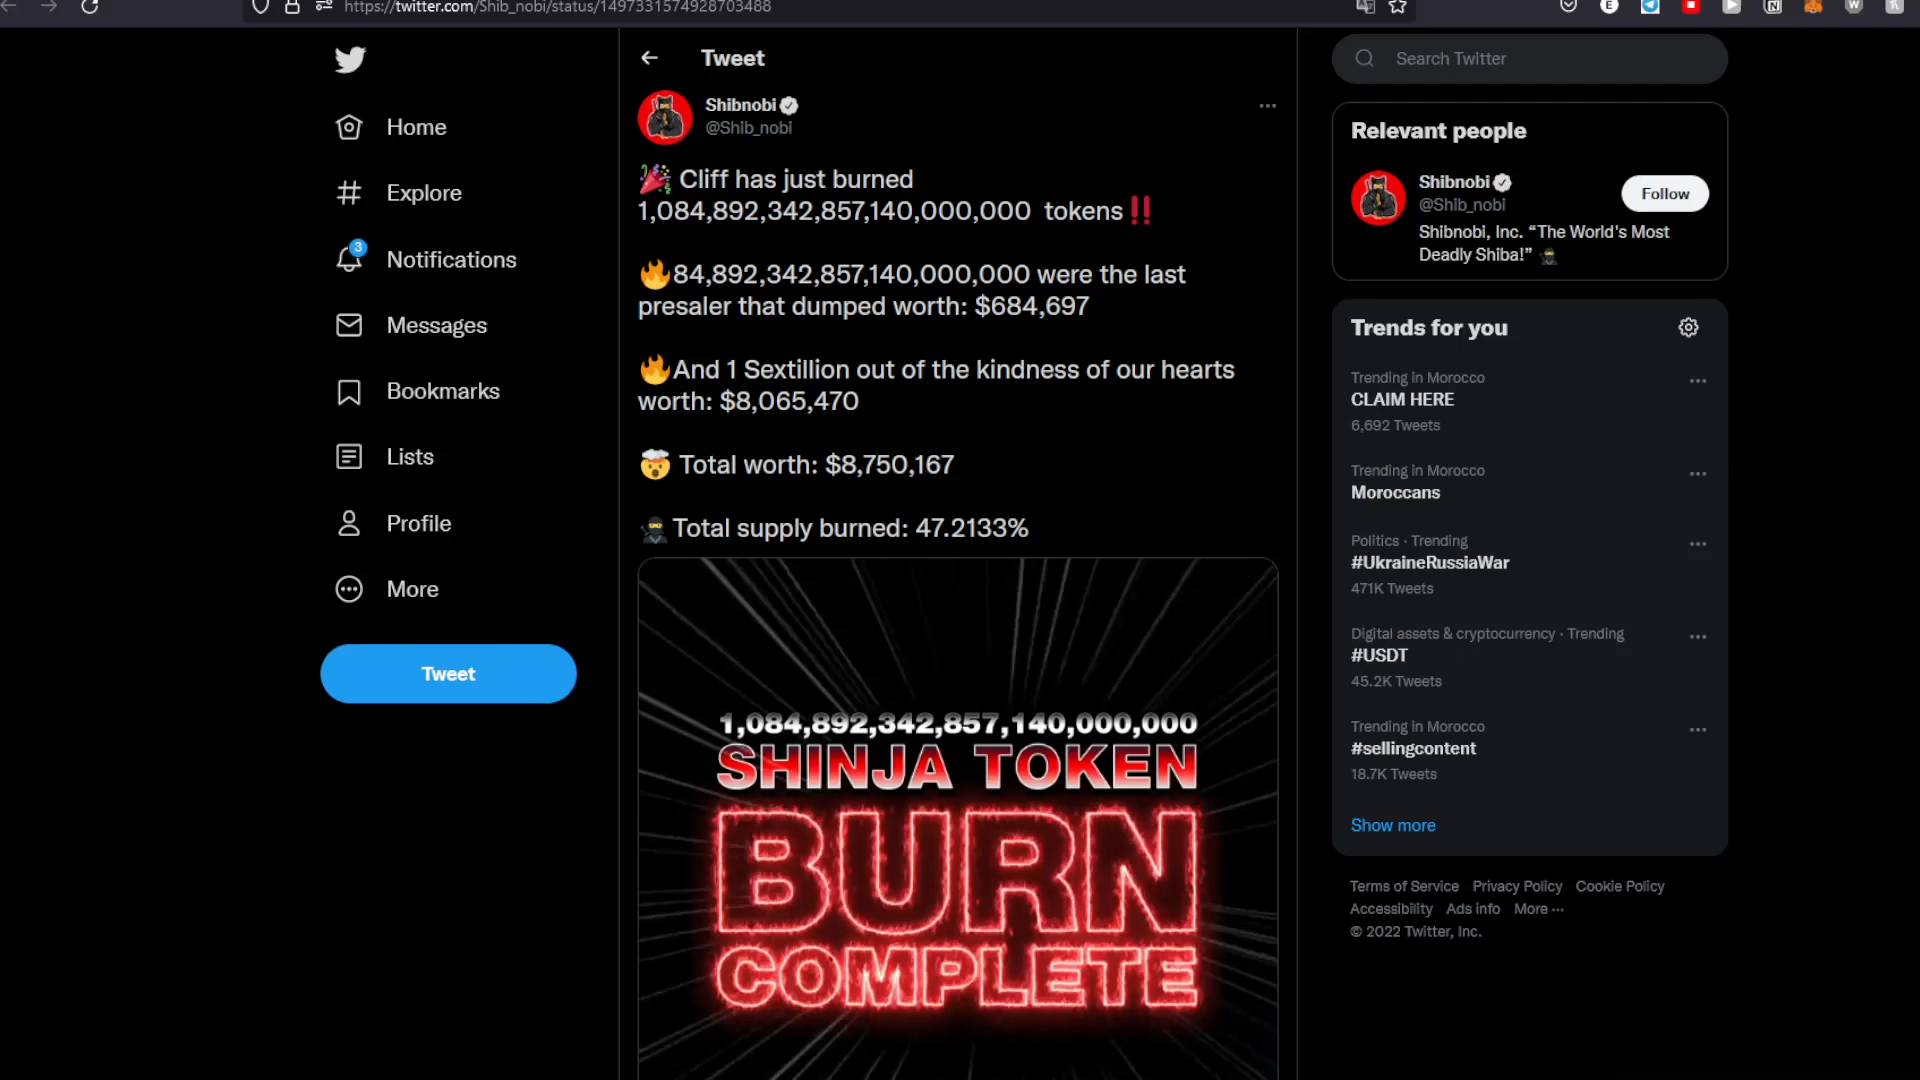 https://twitter.com/Shib_nobi/status/1497331574928703488
Home
Explore
3
Notifications
Messages
Bookmarks
Lists
Profile
More
Tweet
Tweet
Shibnobi
@Shib_nobi
🎉 Cliff has just burned
1,084,892,342,857,140,000,000 tokens‼️
🔥84,892,342,857,140,000,000 were the last
presaler that dumped worth: $684,697
🔥And 1 Sextillion out of the kindness of our hearts
worth: $8,065,470
🤯 Total worth: $8,750,167
🥷Total supply burned: 47.2133%
1,084,892,342,857,140,000,000
SHINJA TOKEN
BURN
COMPLETE
Search Twitter
Relevant people
Shibnobi
@Shib_nobi
Follow
Shibnobi, Inc. “The World's Most
Deadly Shiba!” 🥷
Trends for you
Trending in Morocco
CLAIM HERE
6,692 Tweets
Trending in Morocco
Moroccans
Politics · Trending
#UkraineRussiaWar
471K Tweets
Digital assets & cryptocurrency · Trending
#USDT
45.2K Tweets
Trending in Morocco
#sellingcontent
18.7K Tweets
Show more
Terms of Service Privacy Policy Cookie Policy
Accessibility Ads info More ···
© 2022 Twitter, Inc.